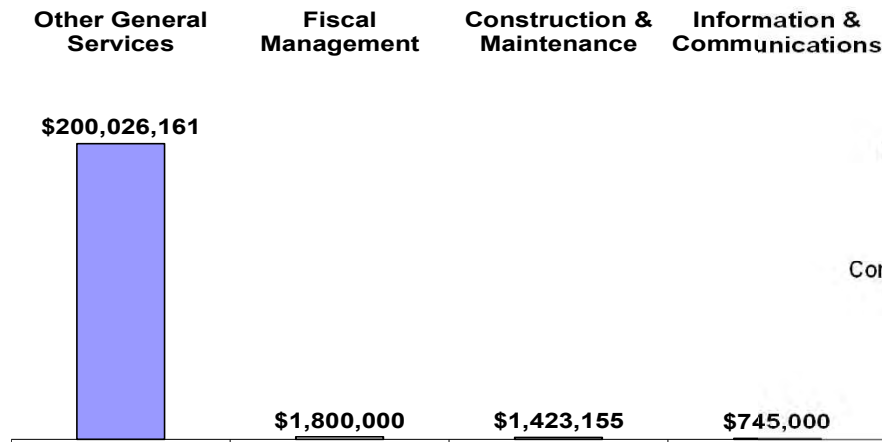 Other General
Services
Fiscal
Management
Construction &
Maintenance
Information &
Communications
$200,026,161
Cor
$1,800,000
$1,423,155
$745,000